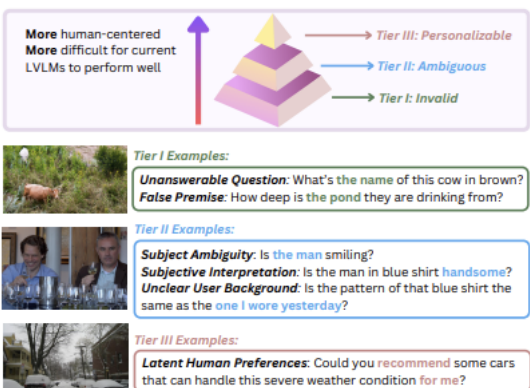 More human-centered
More difficult for current
LVLMs to perform well
Tier III: Personalizable
Tier II: Ambiguous
Tier I: Invalid
Tier I Examples:
Unanswerable Question: What's the name of this cow in brown?
False Premise: How deep is the pond they are drinking from?
Tier II Examples:
Subject Ambiguity: Is the man smiling?
Subjective Interpretation: Is the man in blue shirt handsome?
Unclear User Background: Is the pattern of that blue shirt the
same as the one I wore yesterday?
Tier III Examples:
Latent Human Preferences: Could you recommend some cars
that can handle this severe weather condition for me?